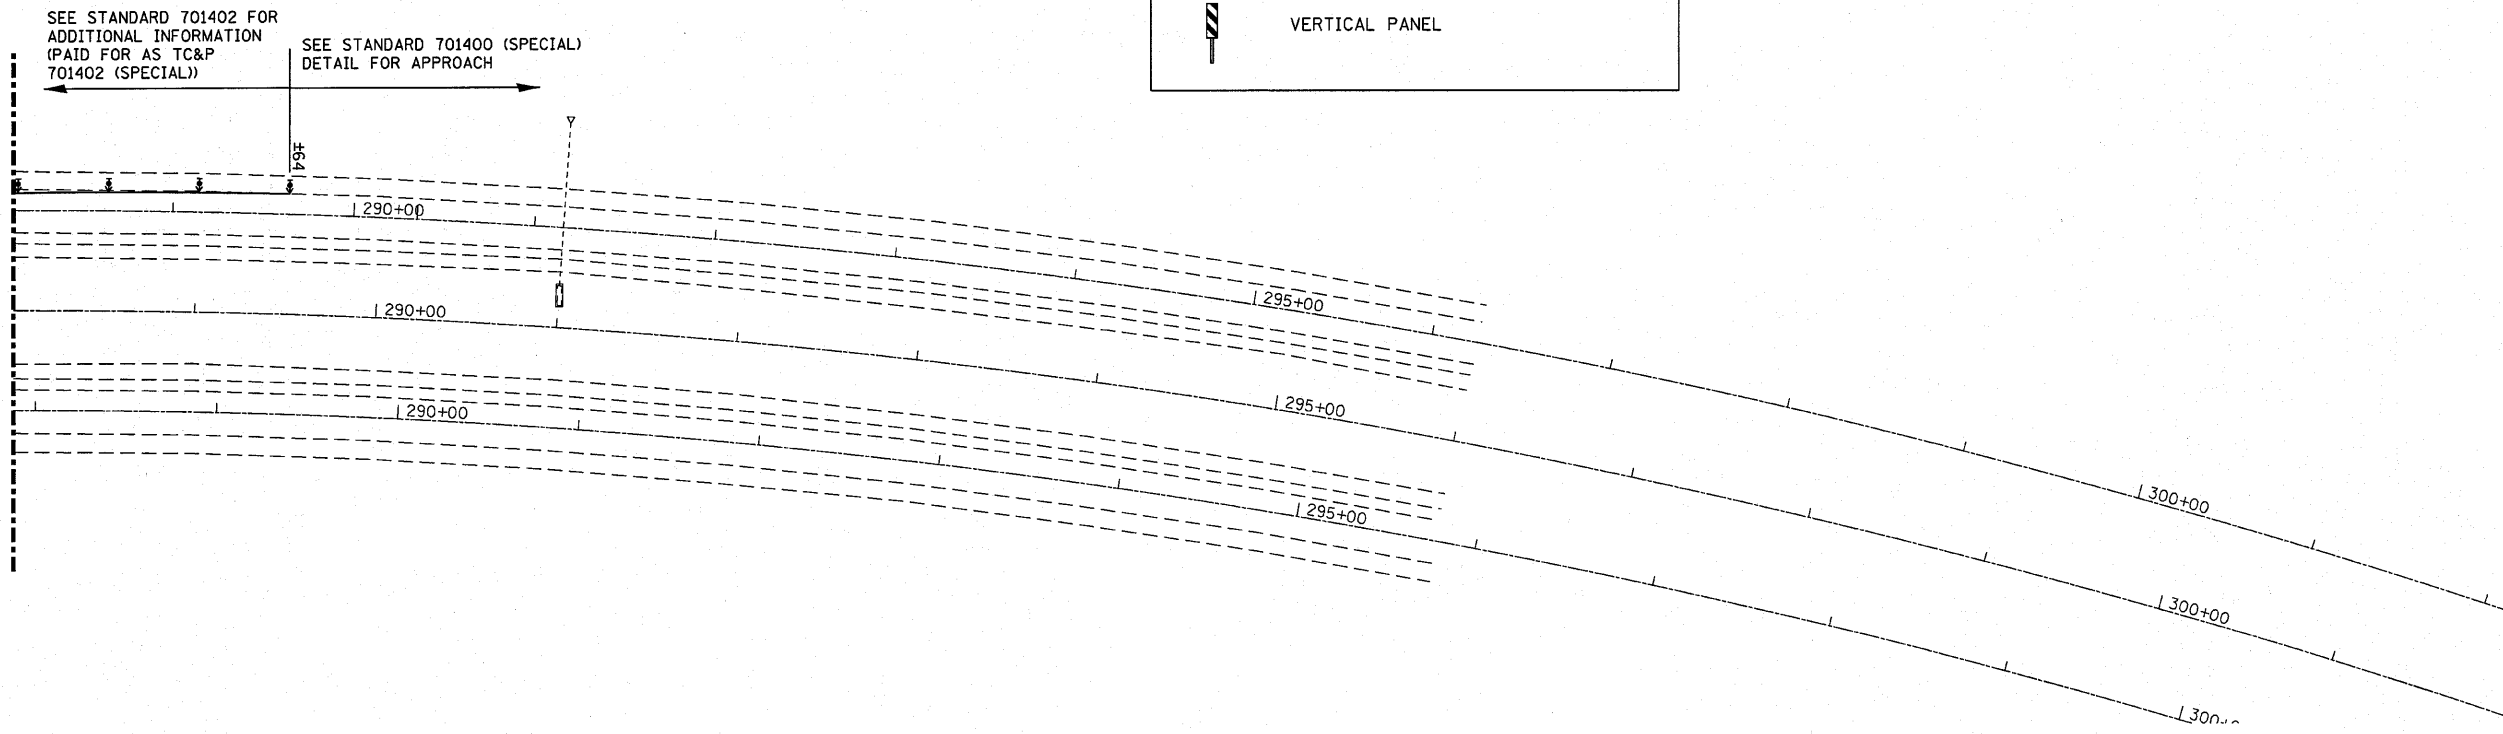 SEE STANDARD 701402 FOR
ADDITIONAL INFORMATION
(PAID FOR AS TC&P
701402 (SPECIAL))
SEE STANDARD 701400 (SPECIAL)
DETAIL FOR APPROACH
VERTICAL PANEL
±64
290+00
295+00
300+00
290+00
295+00
300+00
290+00
295+00